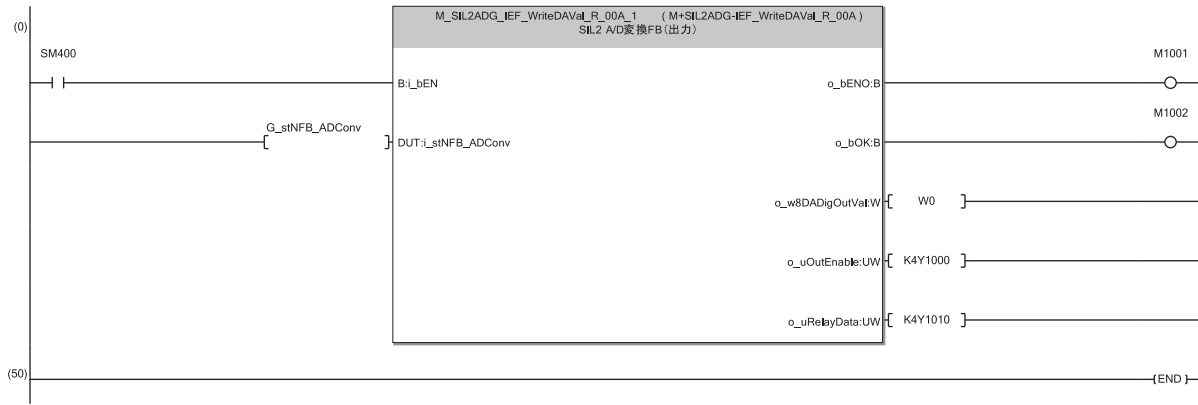 (0)
M_SIL2ADG_IEF_WriteDAVal_R_00A_1 ( M+SIL2ADG-IEF_WriteDAVal_R_00A )
SIL2 A/D変換FB（出力）
SM400
M1001
B:i_bEN
o_bENO:B
M1002
G_stNFB_ADConv
DUT:i_stNFB_ADConv
o_bOK:B
o_w8DADigOutVal:W
W0
o_uOutEnable:UW
K4Y1000
o_uRelayData:UW
K4Y1010
(50)
END